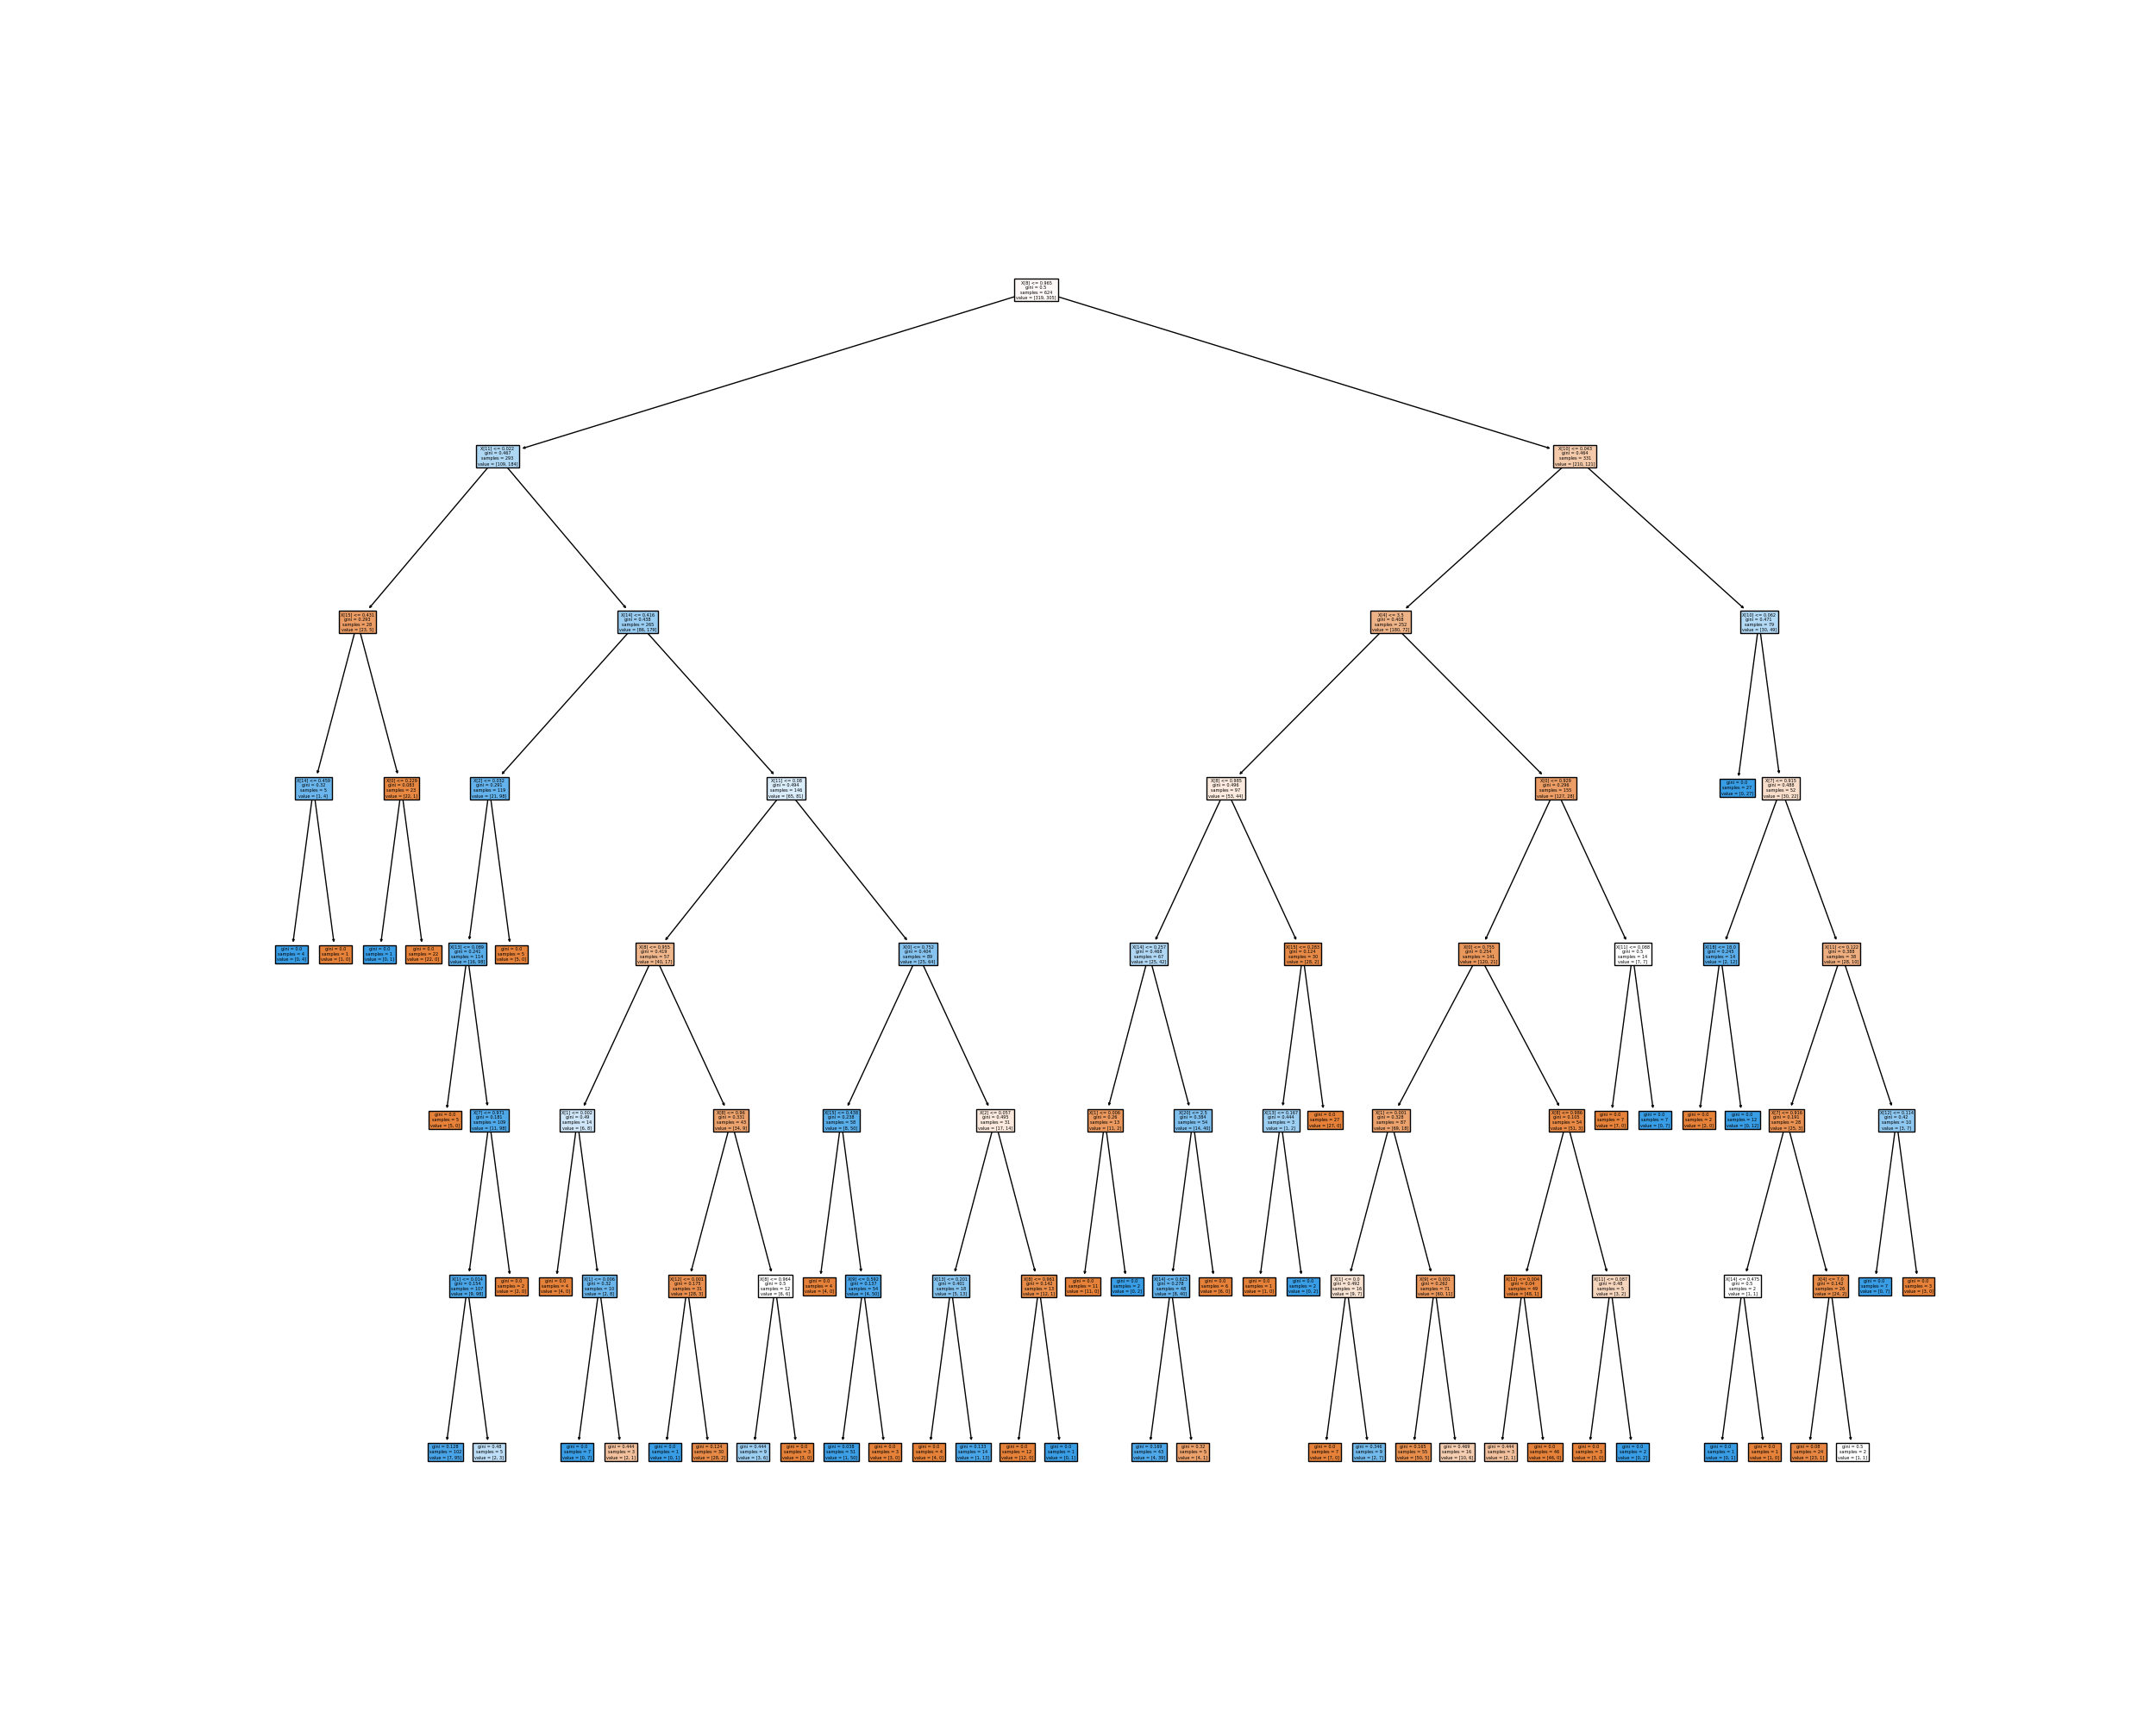 X[8] <= 0.965
gini = 0.5
samples = 624
value = [319, 305]
X[11] <= 0.022
gini = 0.467
samples = 293
value = [109, 184]
X[10] <= 0.043
gini = 0.464
samples = 331
value = [210, 121]
gini = 0.293
samples = 28
value = [23, 5]
X[14] <= 0.416
gini = 0.438
samples = 265
value = [86, 179]
X[4] <= 5.5
gini = 0.408
samples = 252
value = [180, 72]
X[10] <= 0.062
gini = 0.471
samples = 79
value = [30, 49]
X[14] <= 0.459
gini = 0.32
samples = 5
value = [1, 4]
gini = 0.083
samples = 23
value = [22, 1]
X[2] <= 0.552
gini = 0.291
samples = 119
value = [21, 98]
X[11] <= 0.08
gini = 0.494
samples = 146
value = [65, 81]
X[8] <= 0.985
gini = 0.496
samples = 97
value = [53, 44]
gini = 0.296
samples = 155
value = [127, 28]
gini = 0.0
samples = 27
value = [0, 27]
X[7] <= 0.915
gini = 0.488
samples = 52
value = [30, 22]
gini = 0.0
samples = 4
value = [0, 4]
gini = 0.0
samples = 1
value = [1, 0]
gini = 0.0
samples = 1
value = [0, 1]
gini = 0.0
samples = 22
value = [22, 0]
X[13] <= 0.089
gini = 0.241
samples = 114
value = [16, 98]
gini = 0.0
samples = 5
value = [5, 0]
X[8] <= 0.955
gini = 0.419
samples = 57
value = [40, 17]
X[0] <= 0.752
gini = 0.404
samples = 89
value = [25, 64]
X[14] <= 0.257
gini = 0.468
samples = 67
value = [25, 42]
gini = 0.124
samples = 30
value = [28, 2]
X[0] <= 0.755
gini = 0.254
samples = 141
value = [120, 21]
X[11] <= 0.088
gini = 0.5
samples = 14
value = [7, 7]
X[18] <= 18.0
gini = 0.245
samples = 14
value = [2, 12]
X[11] <= 0.122
gini = 0.388
samples = 38
value = [28, 10]
gini = 0.0
samples = 5
value = [5, 0]
X[7] <= 0.971
gini = 0.181
samples = 109
value = [11, 98]
X[1] <= 0.002
gini = 0.49
samples = 14
value = [6, 8]
X[8] <= 0.96
gini = 0.331
samples = 43
value = [34, 9]
X[15] <= 0.438
gini = 0.238
samples = 58
value = [8, 50]
X[2] <= 0.057
gini = 0.495
samples = 31
value = [17, 14]
X[1] <= 0.006
gini = 0.26
samples = 13
value = [11, 2]
X[20] <= 2.5
gini = 0.384
samples = 54
value = [14, 40]
X[13] <= 0.167
gini = 0.444
samples = 3
value = [1, 2]
gini = 0.0
samples = 27
value = [27, 0]
X[1] <= 0.001
gini = 0.328
samples = 87
value = [69, 18]
X[8] <= 0.986
gini = 0.105
samples = 54
value = [51, 3]
gini = 0.0
samples = 7
value = [7, 0]
gini = 0.0
samples = 7
value = [0, 7]
gini = 0.0
samples = 2
value = [2, 0]
gini = 0.0
samples = 12
value = [0, 12]
X[7] <= 0.916
gini = 0.191
samples = 28
value = [25, 3]
X[12] <= 0.114
gini = 0.42
samples = 10
value = [3, 7]
X[1] <= 0.014
gini = 0.154
samples = 107
value = [9, 98]
gini = 0.0
samples = 2
value = [2, 0]
gini = 0.0
samples = 4
value = [4, 0]
X[1] <= 0.006
gini = 0.32
samples = 10
value = [2, 8]
X[12] <= 0.001
gini = 0.175
samples = 31
value = [28, 3]
X[8] <= 0.964
gini = 0.5
samples = 12
value = [6, 6]
gini = 0.0
samples = 4
value = [4, 0]
X[9] <= 0.562
gini = 0.137
samples = 54
value = [4, 50]
X[13] <= 0.201
gini = 0.401
samples = 18
value = [5, 13]
X[8] <= 0.961
gini = 0.142
samples = 13
value = [12, 1]
gini = 0.0
samples = 11
value = [11, 0]
gini = 0.0
samples = 2
value = [0, 2]
X[14] <= 0.623
gini = 0.278
samples = 48
value = [8, 40]
gini = 0.0
samples = 6
value = [6, 0]
gini = 0.0
samples = 1
value = [1, 0]
gini = 0.0
samples = 2
value = [0, 2]
X[1] <= 0.0
gini = 0.492
samples = 16
value = [9, 7]
X[9] <= 0.001
gini = 0.262
samples = 71
value = [60, 11]
X[12] <= 0.004
gini = 0.04
samples = 49
value = [48, 1]
X[11] <= 0.087
gini = 0.48
samples = 5
value = [3, 2]
X[14] <= 0.475
gini = 0.5
samples = 2
value = [1, 1]
X[4] <= 7.0
gini = 0.142
samples = 26
value = [24, 2]
gini = 0.0
samples = 7
value = [0, 7]
gini = 0.0
samples = 3
value = [3, 0]
gini = 0.128
samples = 102
value = [7, 95]
gini = 0.48
samples = 5
value = [2, 3]
gini = 0.0
samples = 7
value = [0, 7]
gini = 0.444
samples = 3
value = [2, 1]
gini = 0.0
samples = 1
value = [0, 1]
gini = 0.124
samples = 30
value = [28, 2]
gini = 0.444
samples = 9
value = [3, 6]
gini = 0.0
samples = 3
value = [3, 0]
gini = 0.038
samples = 51
value = [1, 50]
gini = 0.0
samples = 3
value = [3, 0]
gini = 0.0
samples = 4
value = [4, 0]
gini = 0.133
samples = 14
value = [1, 13]
gini = 0.0
samples = 12
value = [12, 0]
gini = 0.0
samples = 1
value = [0, 1]
gini = 0.169
samples = 43
value = [4, 39]
gini = 0.32
samples = 5
value = [4, 1]
gini = 0.0
samples = 7
value = [7, 0]
gini = 0.346
samples = 9
value = [2, 7]
gini = 0.165
samples = 55
value = [50, 5]
gini = 0.469
samples = 16
value = [10, 6]
gini = 0.444
samples = 3
value = [2, 1]
gini = 0.0
samples = 46
value = [46, 0]
gini = 0.0
samples = 3
value = [3, 0]
gini = 0.0
samples = 2
value = [0, 2]
gini = 0.0
samples = 1
value = [0, 1]
gini = 0.0
samples = 1
value = [1, 0]
gini = 0.08
samples = 24
value = [23, 1]
gini = 0.5
samples = 2
value = [1, 1]